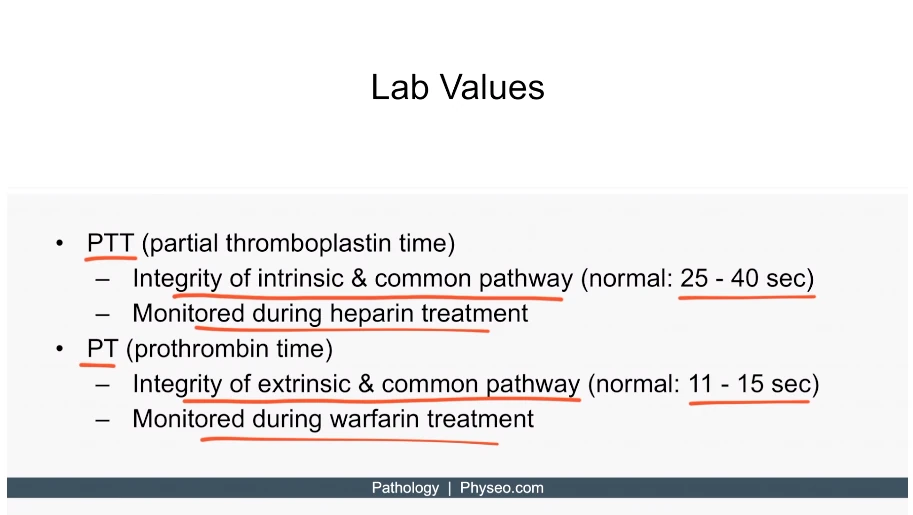 Lab Values
• PTT (partial thromboplastin time)
– Integrity of intrinsic & common pathway (normal: 25 - 40 sec)
– Monitored during heparin treatment
• PT (prothrombin time)
– Integrity of extrinsic & common pathway (normal: 11 - 15 sec)
– Monitored during warfarin treatment
Pathology | Physeo.com